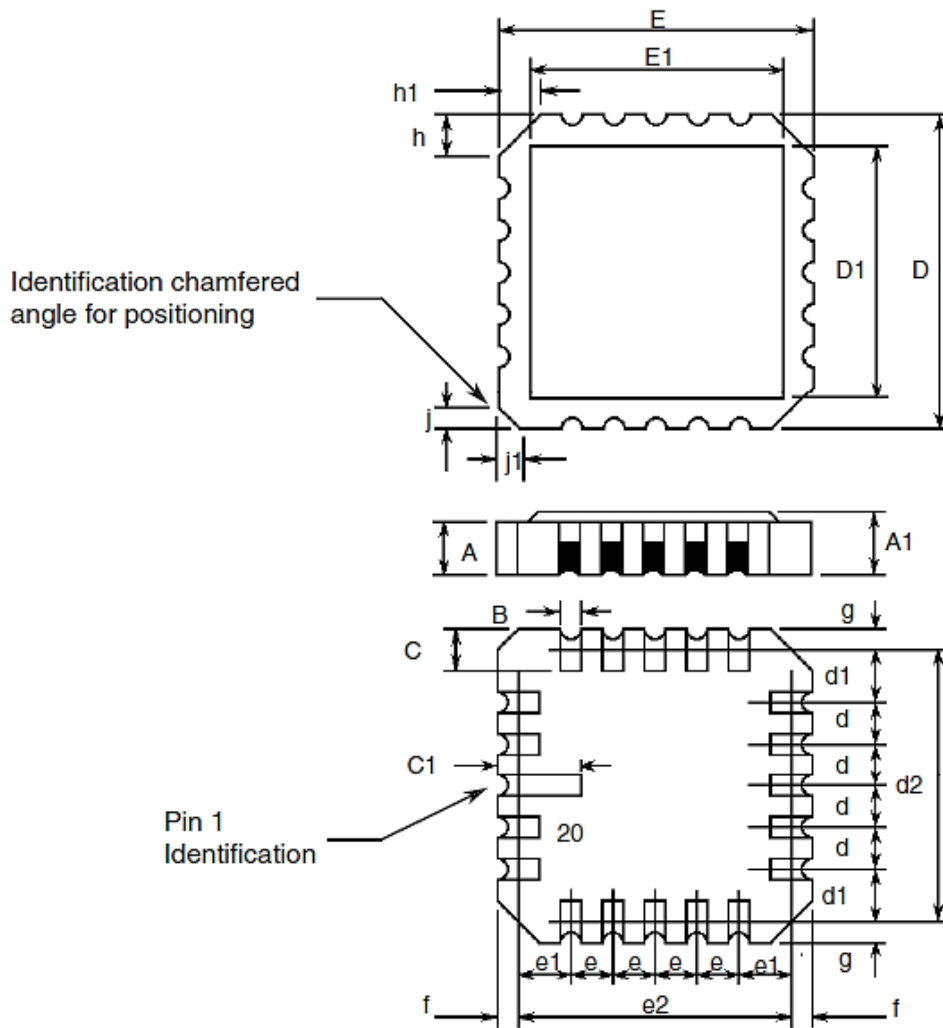 E
E1
h1
h
D1
D
Identification chamfered
angle for positioning
j
j1
A
A1
B
g
C
d1
d
C1
d
d2
Pin 1
Identification
20
d
d
d1
e1
e
e
e
e
e1
g
f
e2
f